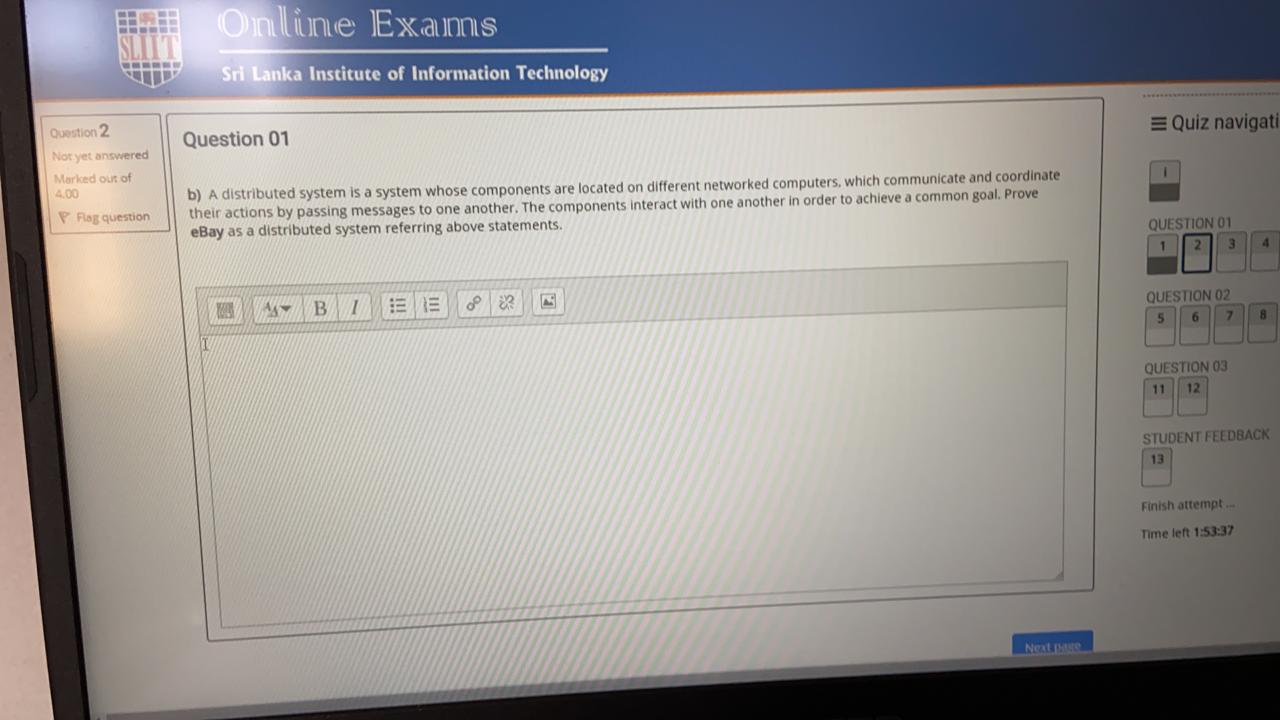 SLIIT
Online Exams
Sri Lanka Institute of Information Technology
Question 2
Not yet answered
Marked out of
4.00
Flag question
Question 01
b) A distributed system is a system whose components are located on different networked computers, which communicate and coordinate
their actions by passing messages to one another. The components interact with one another in order to achieve a common goal. Prove
eBay as a distributed system referring above statements.
B I
Next page
Quiz navigati
i
QUESTION 01
1 2 3 4
QUESTION 02
5 6 7 8
QUESTION 03
11 12
STUDENT FEEDBACK
13
Finish attempt ...
Time left 1:53:37